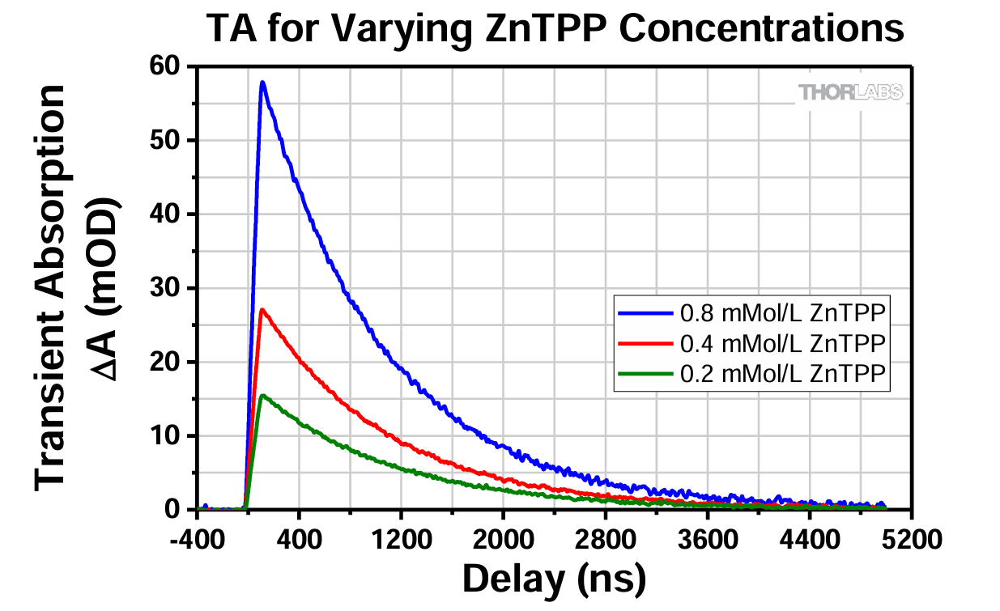 TA for Varying ZnTPP Concentrations
THORLABS
Transient Absorption
ΔA (mOD)
60
50
40
30
20
10
0
0.8 mMol/L ZnTPP
0.4 mMol/L ZnTPP
0.2 mMol/L ZnTPP
-400 400 1200 2000 2800 3600 4400 5200
Delay (ns)